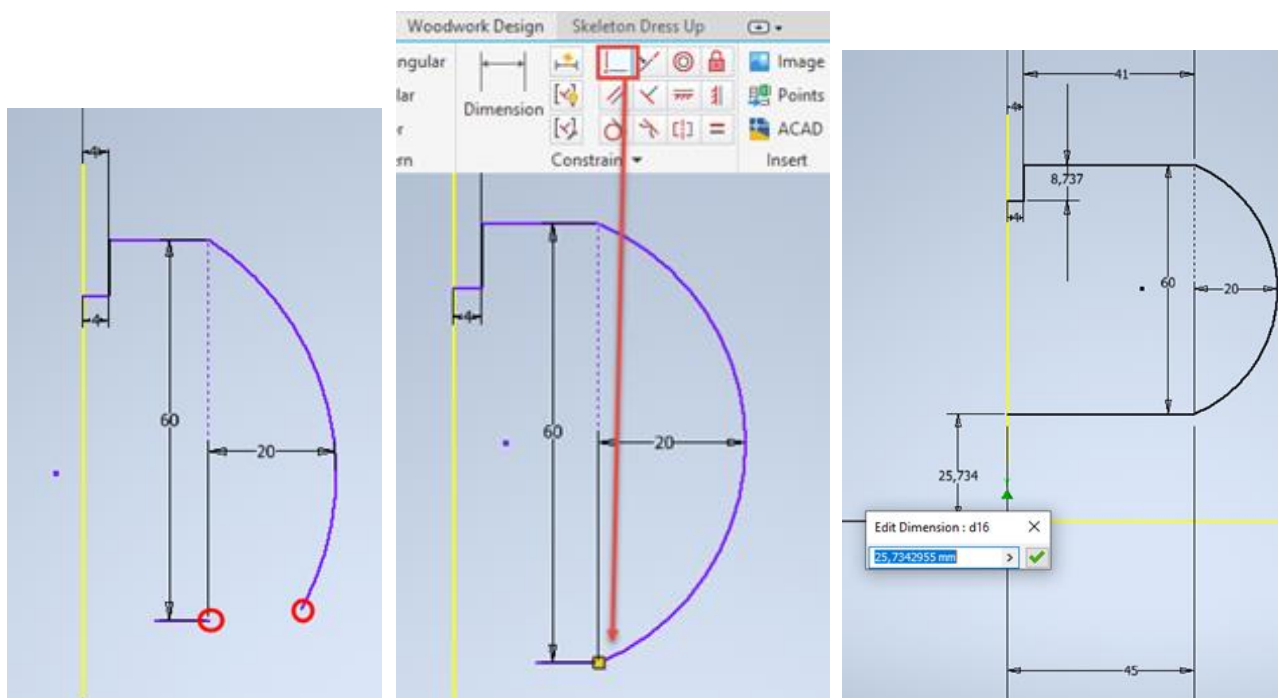 4
4
60
20
Woodwork Design Skeleton Dress Up
ngular
lar
r
rn
Dimension
Constrain
Image
Points
ACAD
Insert
4
60
20
41
4
8,737
4
60
20
25,734
Edit Dimension : d16
25,7342955 mm
45